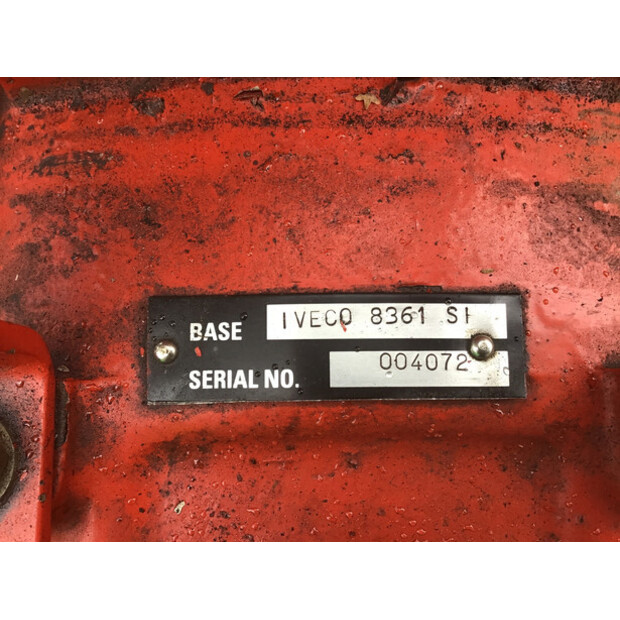 BASE IVECO 8361 SI
SERIAL NO. 004072